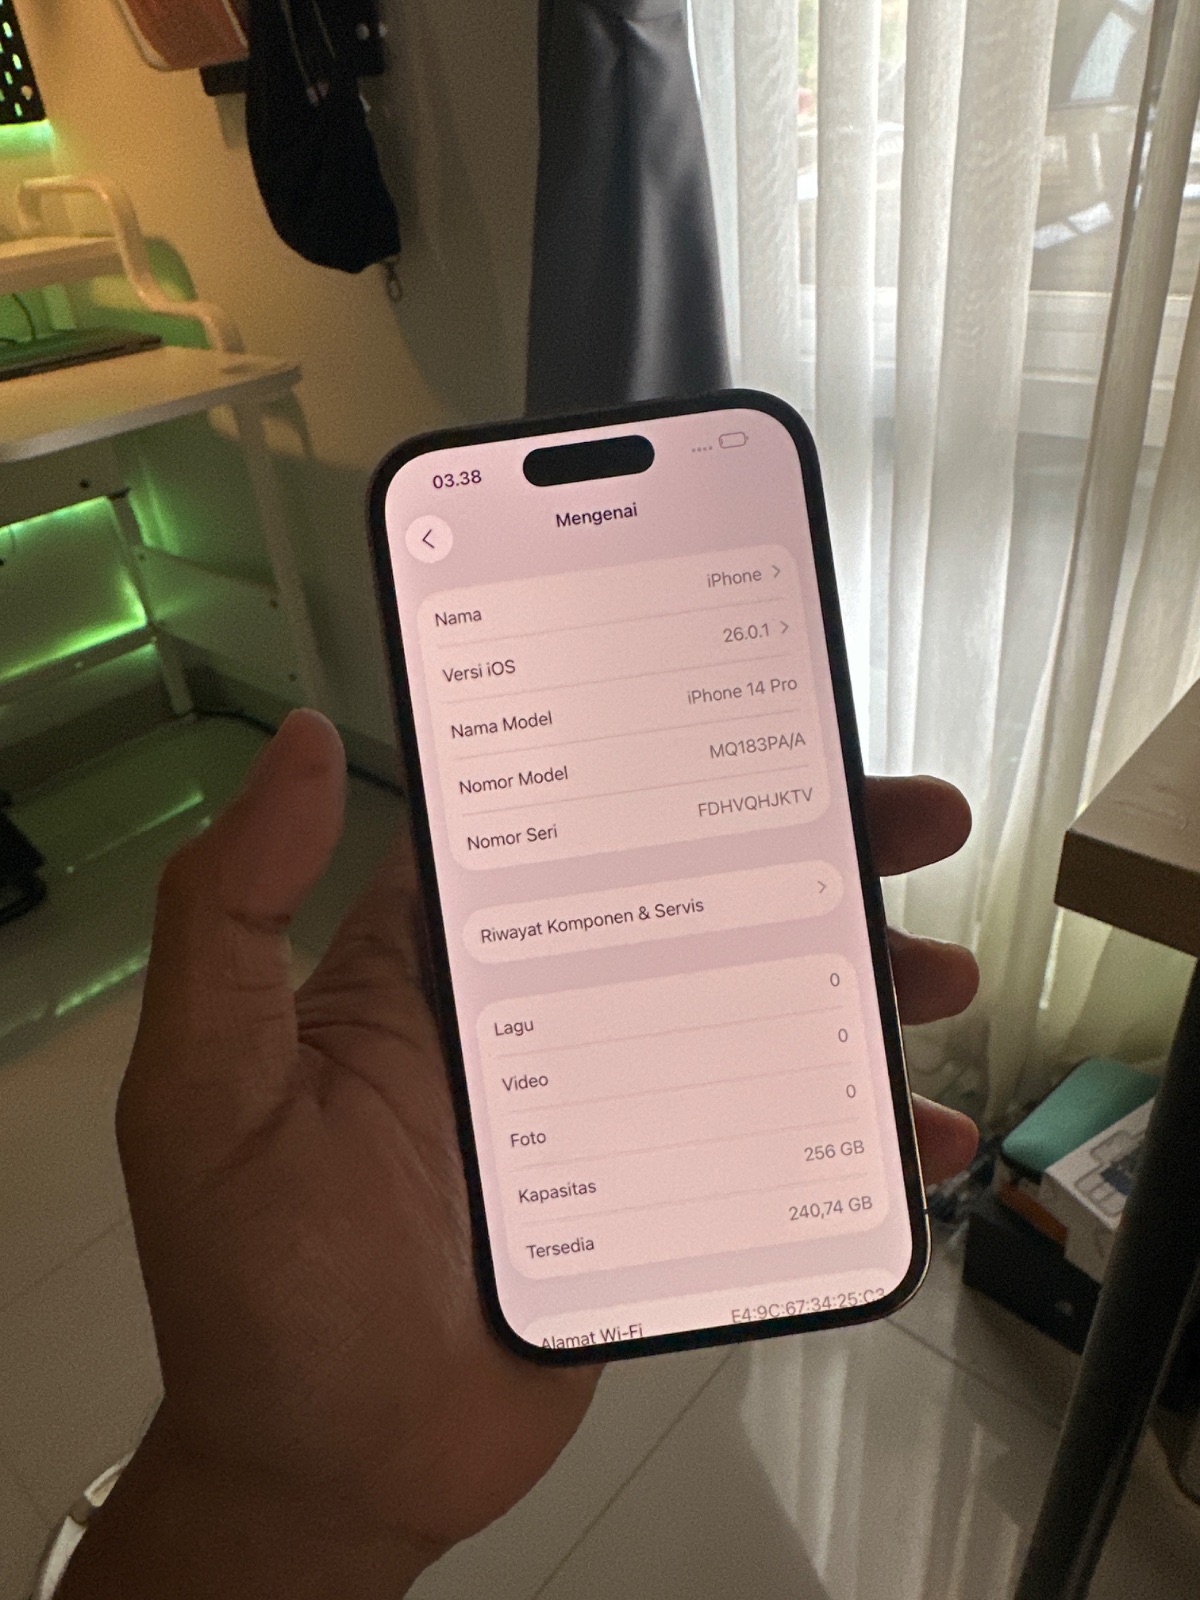 03.38
Mengenai
Nama iPhone
Versi iOS 26.0.1
Nama Model iPhone 14 Pro
Nomor Model MQ183PA/A
Nomor Seri FDHVQHJKTV
Riwayat Komponen & Servis
Lagu 0
Video 0
Foto 0
Kapasitas 256 GB
Tersedia 240,74 GB
Alamat Wi-Fi E4:9C:67:34:25:C3